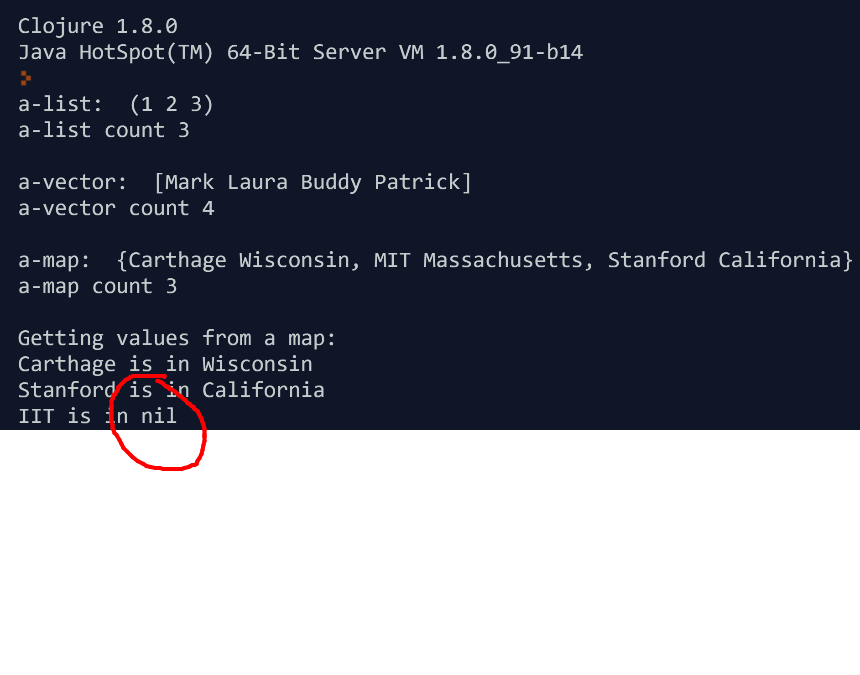 Clojure 1.8.0
Java HotSpot(TM) 64-Bit Server VM 1.8.0_91-b14
>
a-list:  (1 2 3)
a-list count 3
a-vector:  [Mark Laura Buddy Patrick]
a-vector count 4
a-map:  {Carthage Wisconsin, MIT Massachusetts, Stanford California}
a-map count 3
Getting values from a map:
Carthage is in Wisconsin
Stanford is in California
IIT is in nil